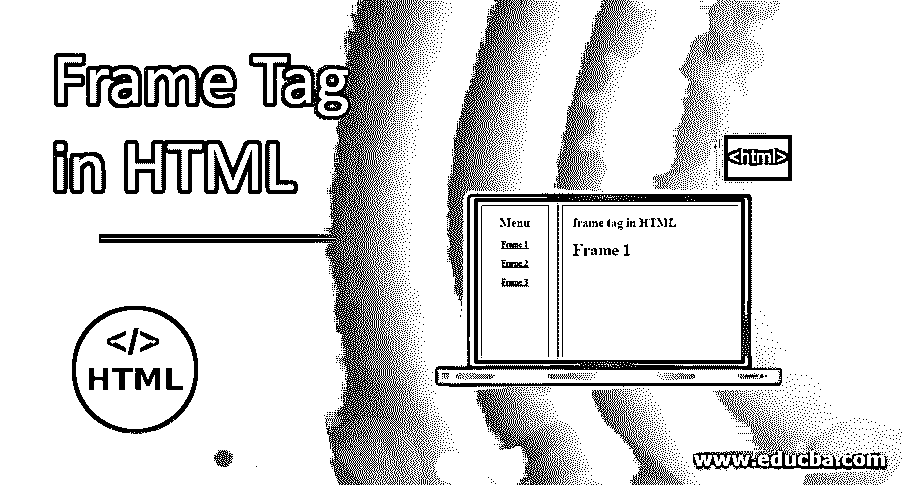 Frame Tag
in HTML
<html>
Menu
Frame 1
Frame 2
Frame 3
frame tag in HTML
Frame 1
</>
HTML
www.educba.com